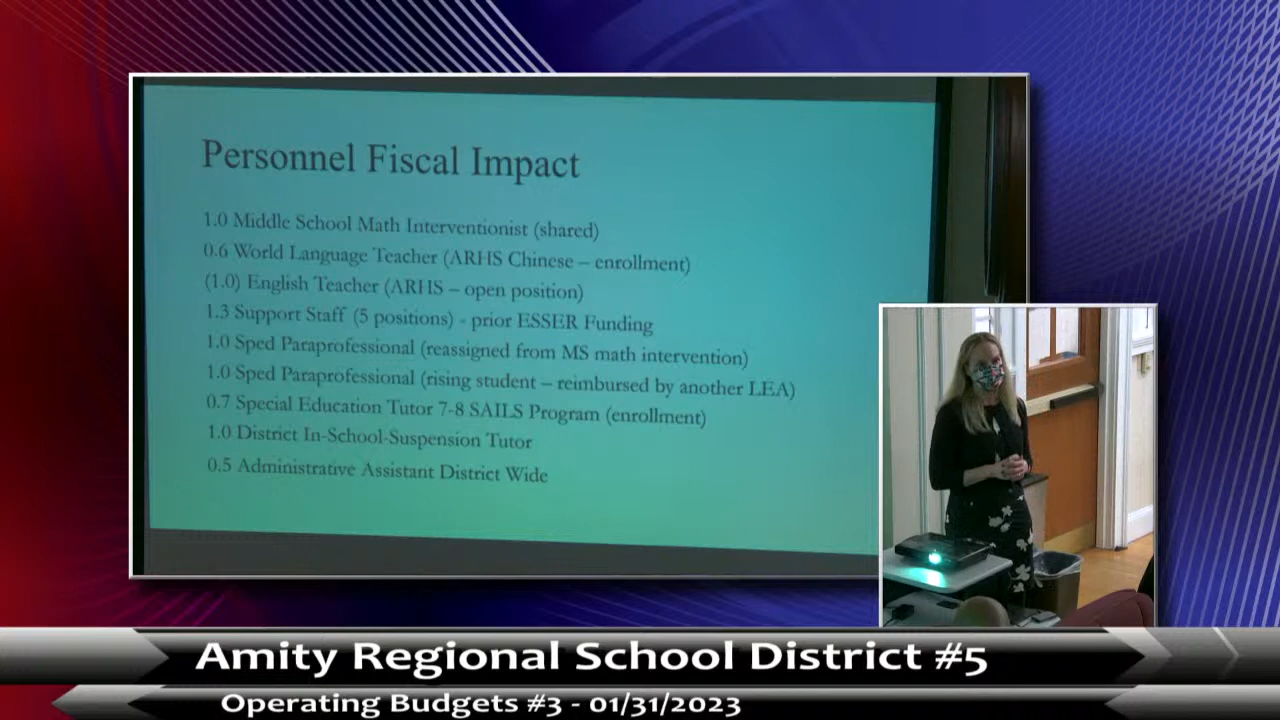 Personnel Fiscal Impact
1.0 Middle School Math Interventionist (shared)
0.6 World Language Teacher (ARHS Chinese – enrollment)
(1.0) English Teacher (ARHS – open position)
1.3 Support Staff (5 positions) - prior ESSER Funding
1.0 Sped Paraprofessional (reassigned from MS math intervention)
1.0 Sped Paraprofessional (rising student – reimbursed by another LEA)
0.7 Special Education Tutor 7-8 SAILS Program (enrollment)
1.0 District In-School-Suspension Tutor
0.5 Administrative Assistant District Wide
Amity Regional School District #5
Operating Budgets #3 - 01/31/2023